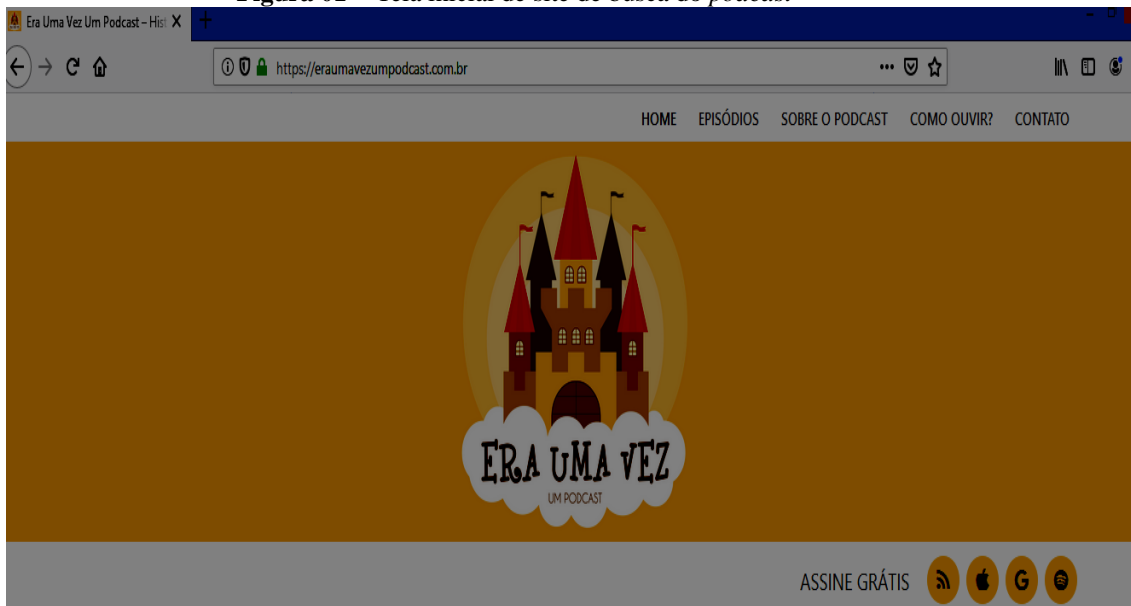 Era Uma Vez Um Podcast – Hist
https://eraumavezumpodcast.com.br
HOME EPISÓDIOS SOBRE O PODCAST COMO OUVIR? CONTATO
ERA UMA VEZ
UM PODCAST
ASSINE GRÁTIS